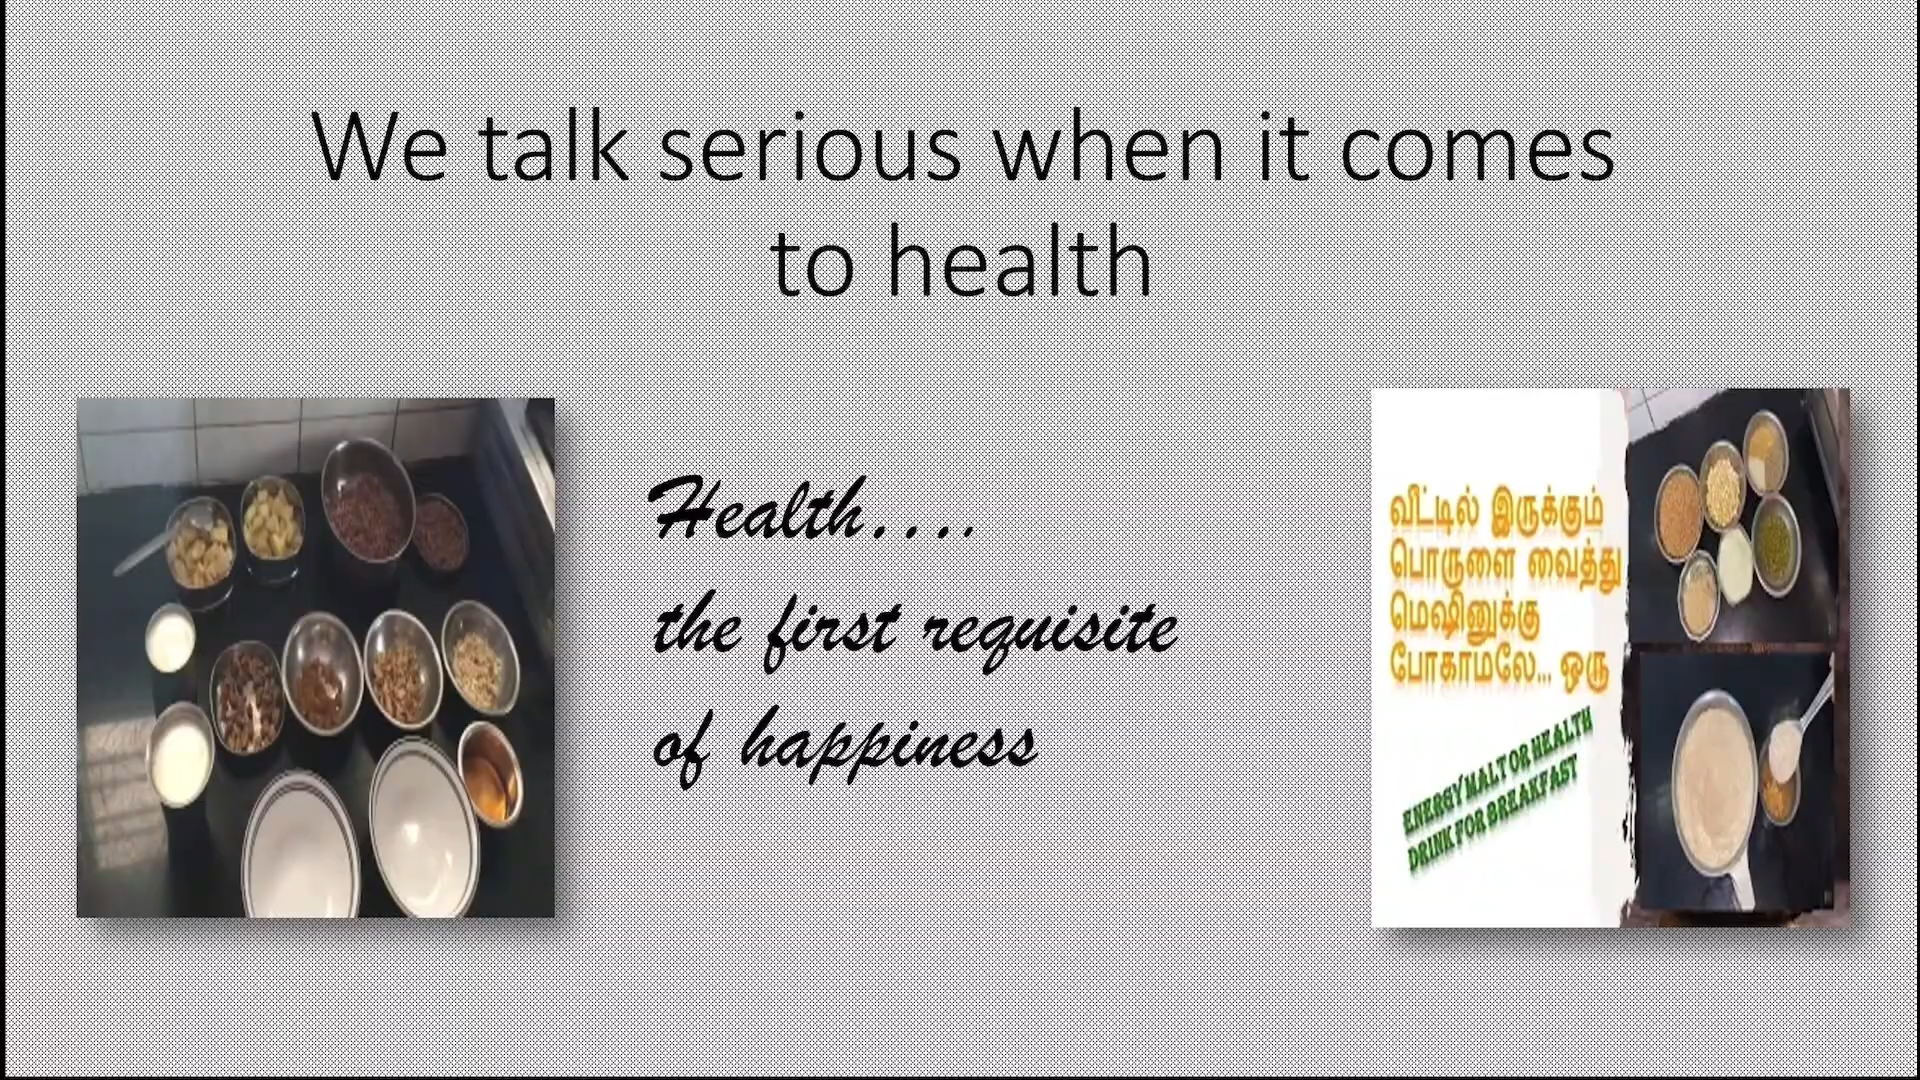 We talk serious when it comes
to health
Health....
the first requisite
of happiness
வீட்டில் இருக்கும்
பொருளை வைத்து
மெஷினுக்கு
போகாமலே... ஒரு
ENERGY MALT OR HEALTH
DRINK FOR BREAKFAST